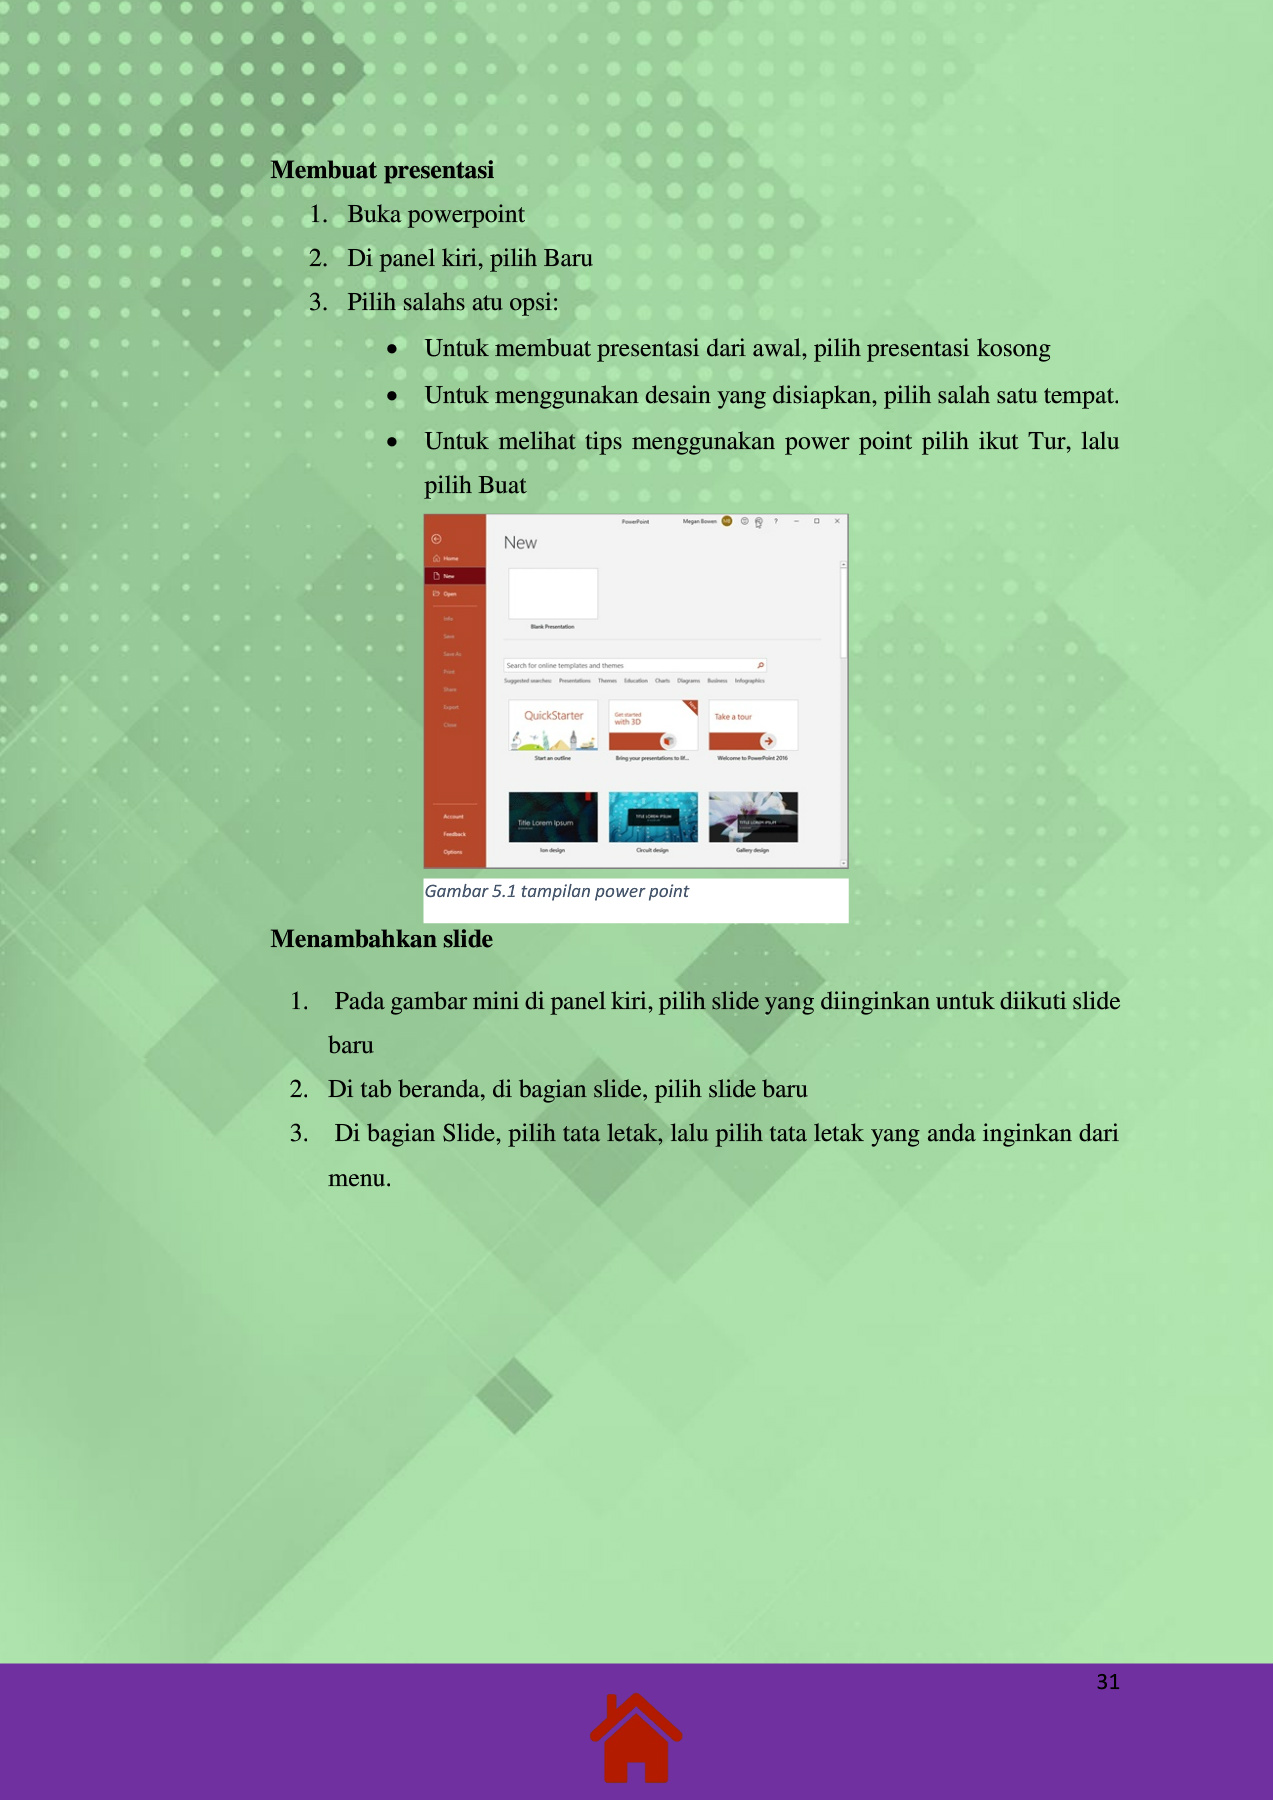 Membuat presentasi
1. Buka powerpoint
2. Di panel kiri, pilih Baru
3. Pilih salahs atu opsi:
• Untuk membuat presentasi dari awal, pilih presentasi kosong
• Untuk menggunakan desain yang disiapkan, pilih salah satu tempat.
• Untuk melihat tips menggunakan power point pilih ikut Tur, lalu
pilih Buat
PowerPoint
Megan Bowen
?
New
Home
New
Open
Info
Save
Save As
Print
Share
Export
Close
Account
Feedback
Options
Blank Presentation
Search for online templates and themes
Suggested searches: Presentations Themes Education Charts Diagrams Business Infographics
QuickStarter
Get started
with 3D
Take a tour
Start an outline
Bring your presentations to lif...
Welcome to PowerPoint 2016
Title Lorem Ipsum
TITLE LOREM IPSUM
TITLE LOREM IPSUM
Ion design
Circuit design
Gallery design
Gambar 5.1 tampilan power point
Menambahkan slide
1. Pada gambar mini di panel kiri, pilih slide yang diinginkan untuk diikuti slide
baru
2. Di tab beranda, di bagian slide, pilih slide baru
3. Di bagian Slide, pilih tata letak, lalu pilih tata letak yang anda inginkan dari
menu.
31